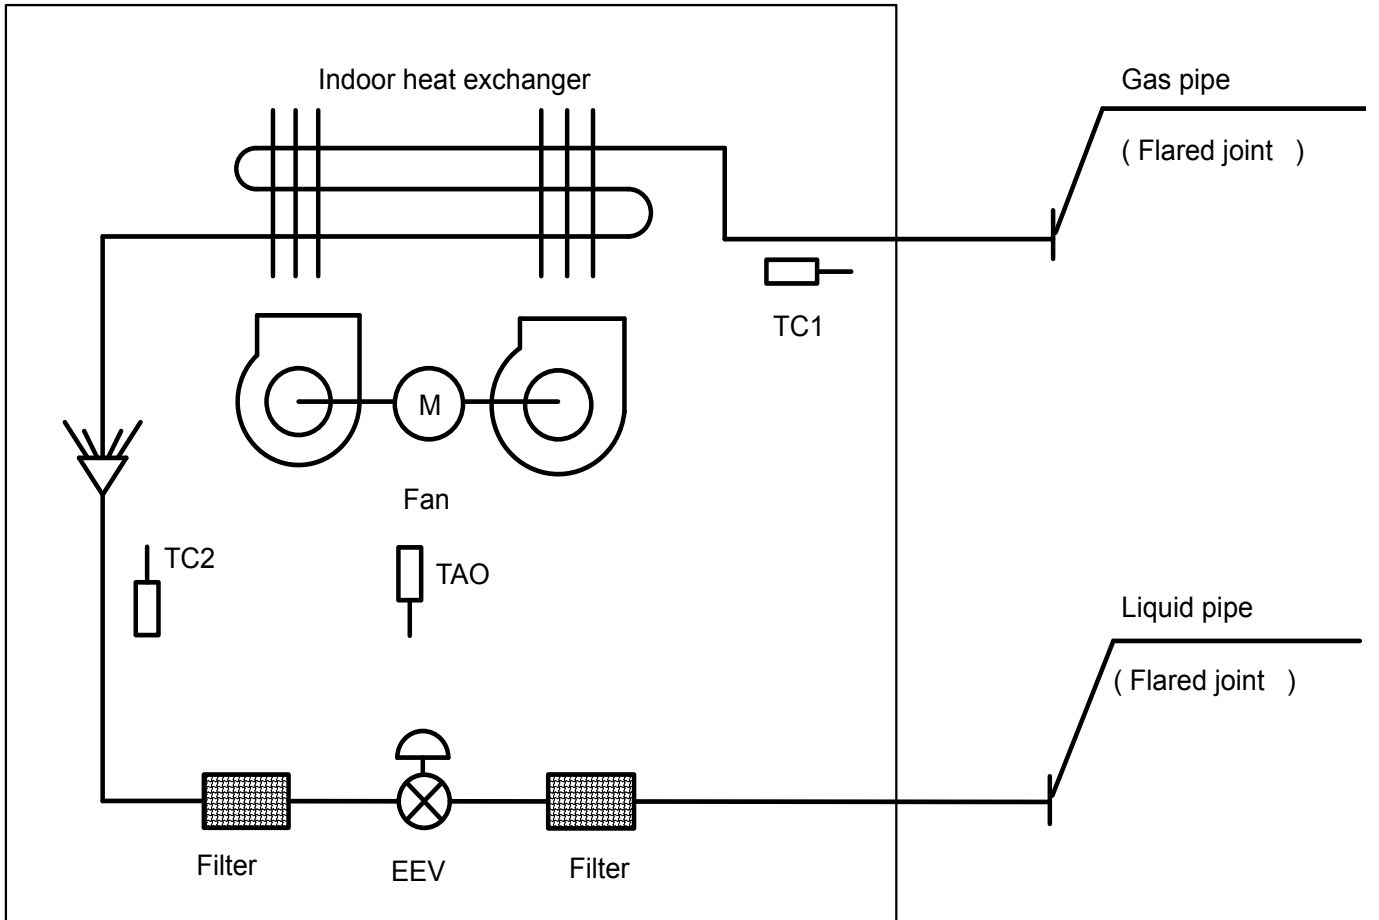 Indoor heat exchanger
Gas pipe
( Flared joint )
TC1
M
Fan
TC2
TAO
Liquid pipe
( Flared joint )
Filter
EEV
Filter